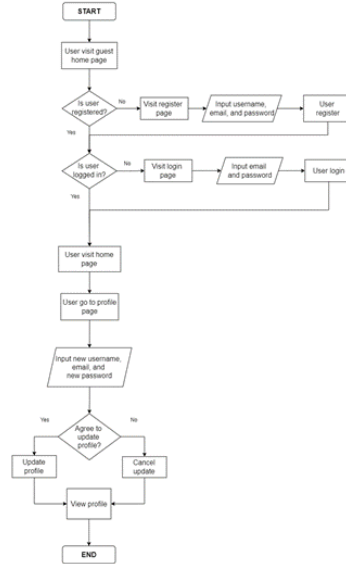 START
User visit guest
home page
Is user
registered?
No
Visit register
page
Input username,
email, and password
User
register
Yes
Is user
logged in?
No
Visit login
page
Input email
and password
User login
Yes
User visit home
page
User go to profile
page
Input new username,
email, and
new password
Yes
Agree to
update
profile?
No
Update
profile
Cancel
update
View profile
END